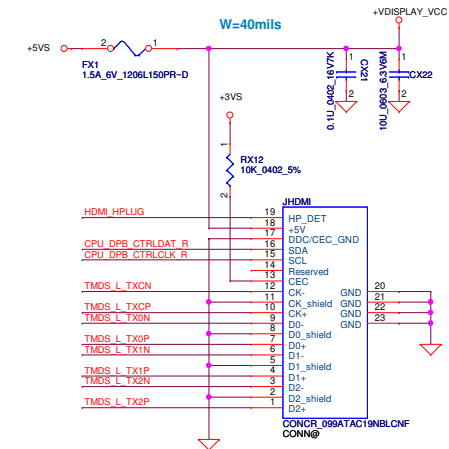 +VDISPLAY_VCC
W=40mils
+5VS
2
1
FX1
1.5A_6V_1206L150PR~D
1
CX21
0.1U_0402_16V7K
2
1
CX22
10U_0603_6.3V6M
2
+3VS
1
RX12
10K_0402_5%
2
JHDMI
HDMI_HPLUG 19 HP_DET
18 +5V
17 DDC/CEC_GND
CPU_DPB_CTRLDAT_R 16 SDA
CPU_DPB_CTRLCLK_R 15 SCL
14 Reserved
13 CEC
TMDS_L_TXCN 12 CK- GND 20
11 CK_shield GND 21
TMDS_L_TXCP 10 CK+ GND 22
TMDS_L_TX0N 9 D0- GND 23
8 D0_shield
TMDS_L_TX0P 7 D0+
TMDS_L_TX1N 6 D1-
5 D1_shield
TMDS_L_TX1P 4 D1+
TMDS_L_TX2N 3 D2-
2 D2_shield
TMDS_L_TX2P 1 D2+
CONCR_099ATAC19NBLCNF
CONN@